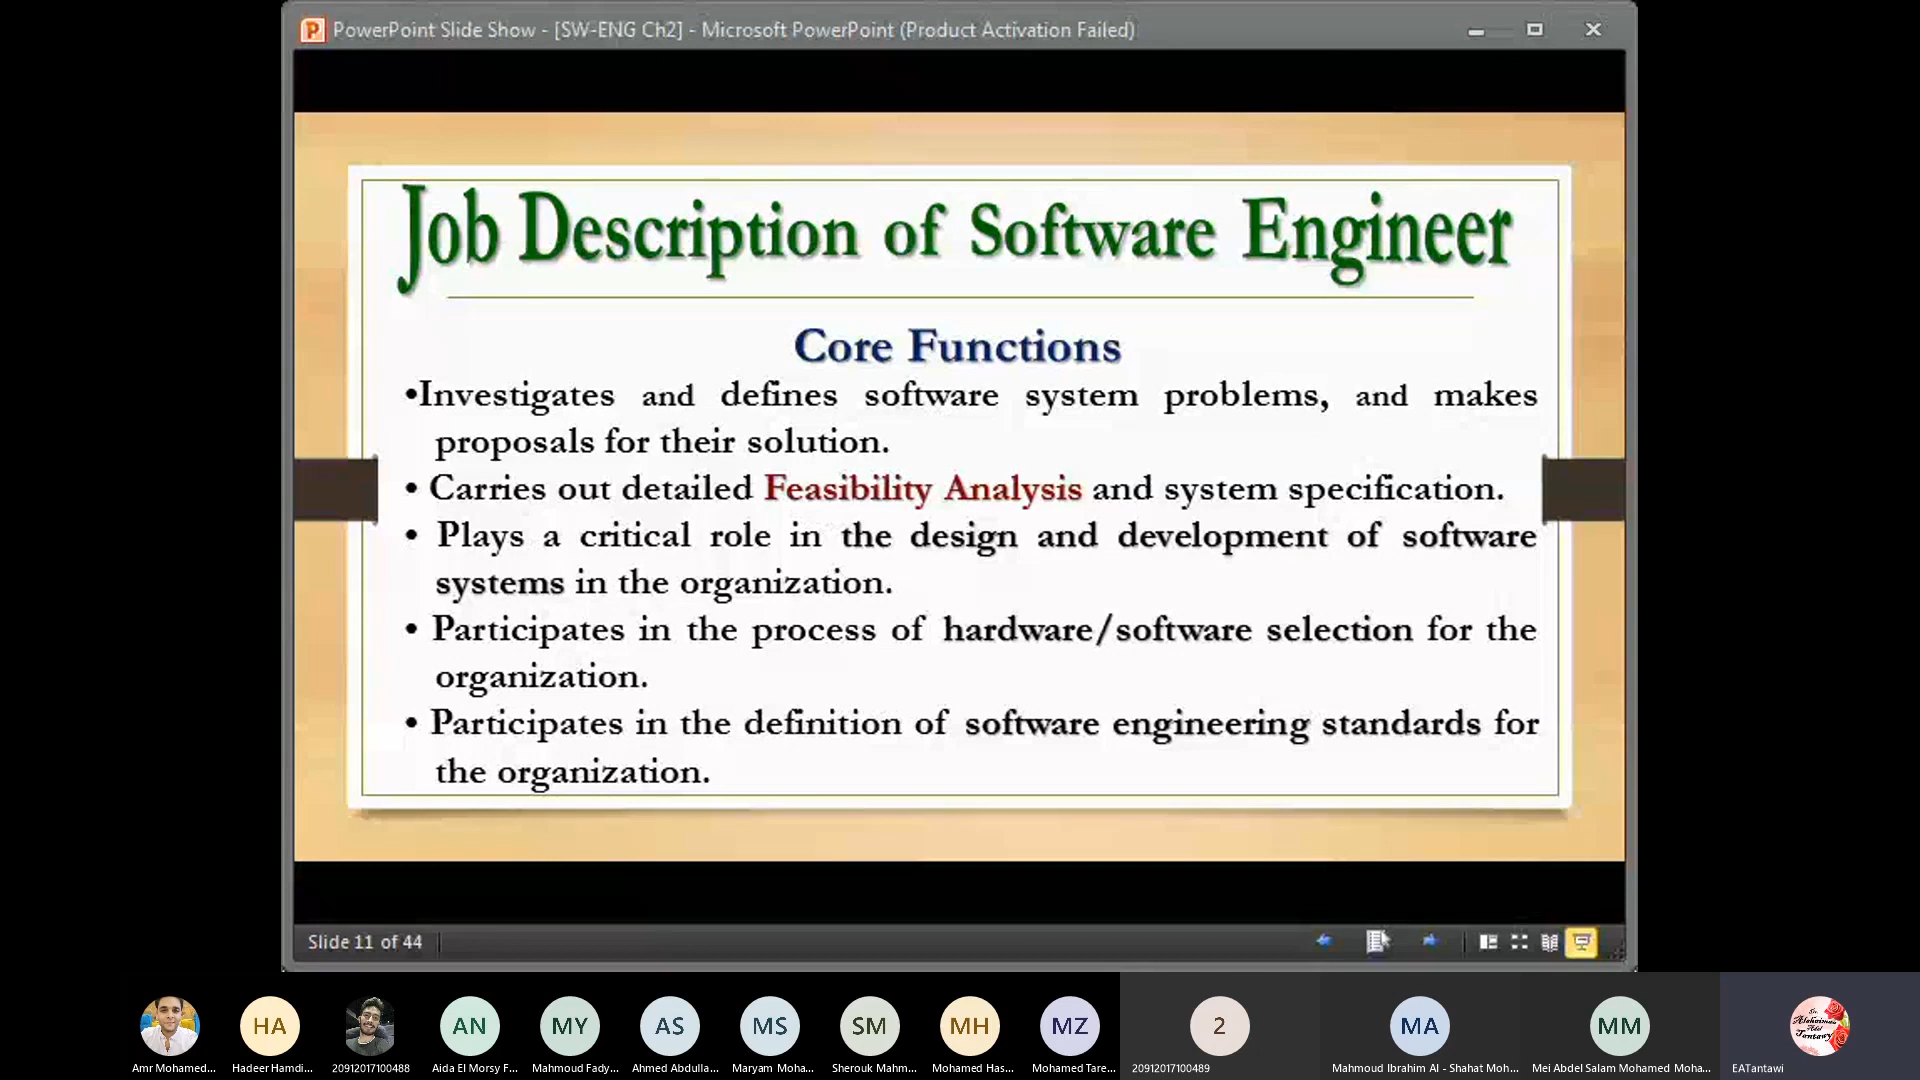 PowerPoint Slide Show - [SW-ENG Ch2] - Microsoft PowerPoint (Product Activation Failed)
Job Description of Software Engineer
Core Functions
•Investigates and defines software system problems, and makes
proposals for their solution.
• Carries out detailed Feasibility Analysis and system specification.
• Plays a critical role in the design and development of software
systems in the organization.
• Participates in the process of hardware/software selection for the
organization.
• Participates in the definition of software engineering standards for
the organization.
Slide 11 of 44
HA AN MY AS MS SM MH MZ 2 MA MM
Amr Mohamed... Hadeer Hamdi... 20912017100488 Aida El Morsy F... Mahmoud Fady... Ahmed Abdulla... Maryam Moha... Sherouk Mahm... Mohamed Has... Mohamed Tare... 20912017100489 Mahmoud Ibrahim Al - Shahat Moh... Mei Abdel Salam Mohamed Moha... EATantawi